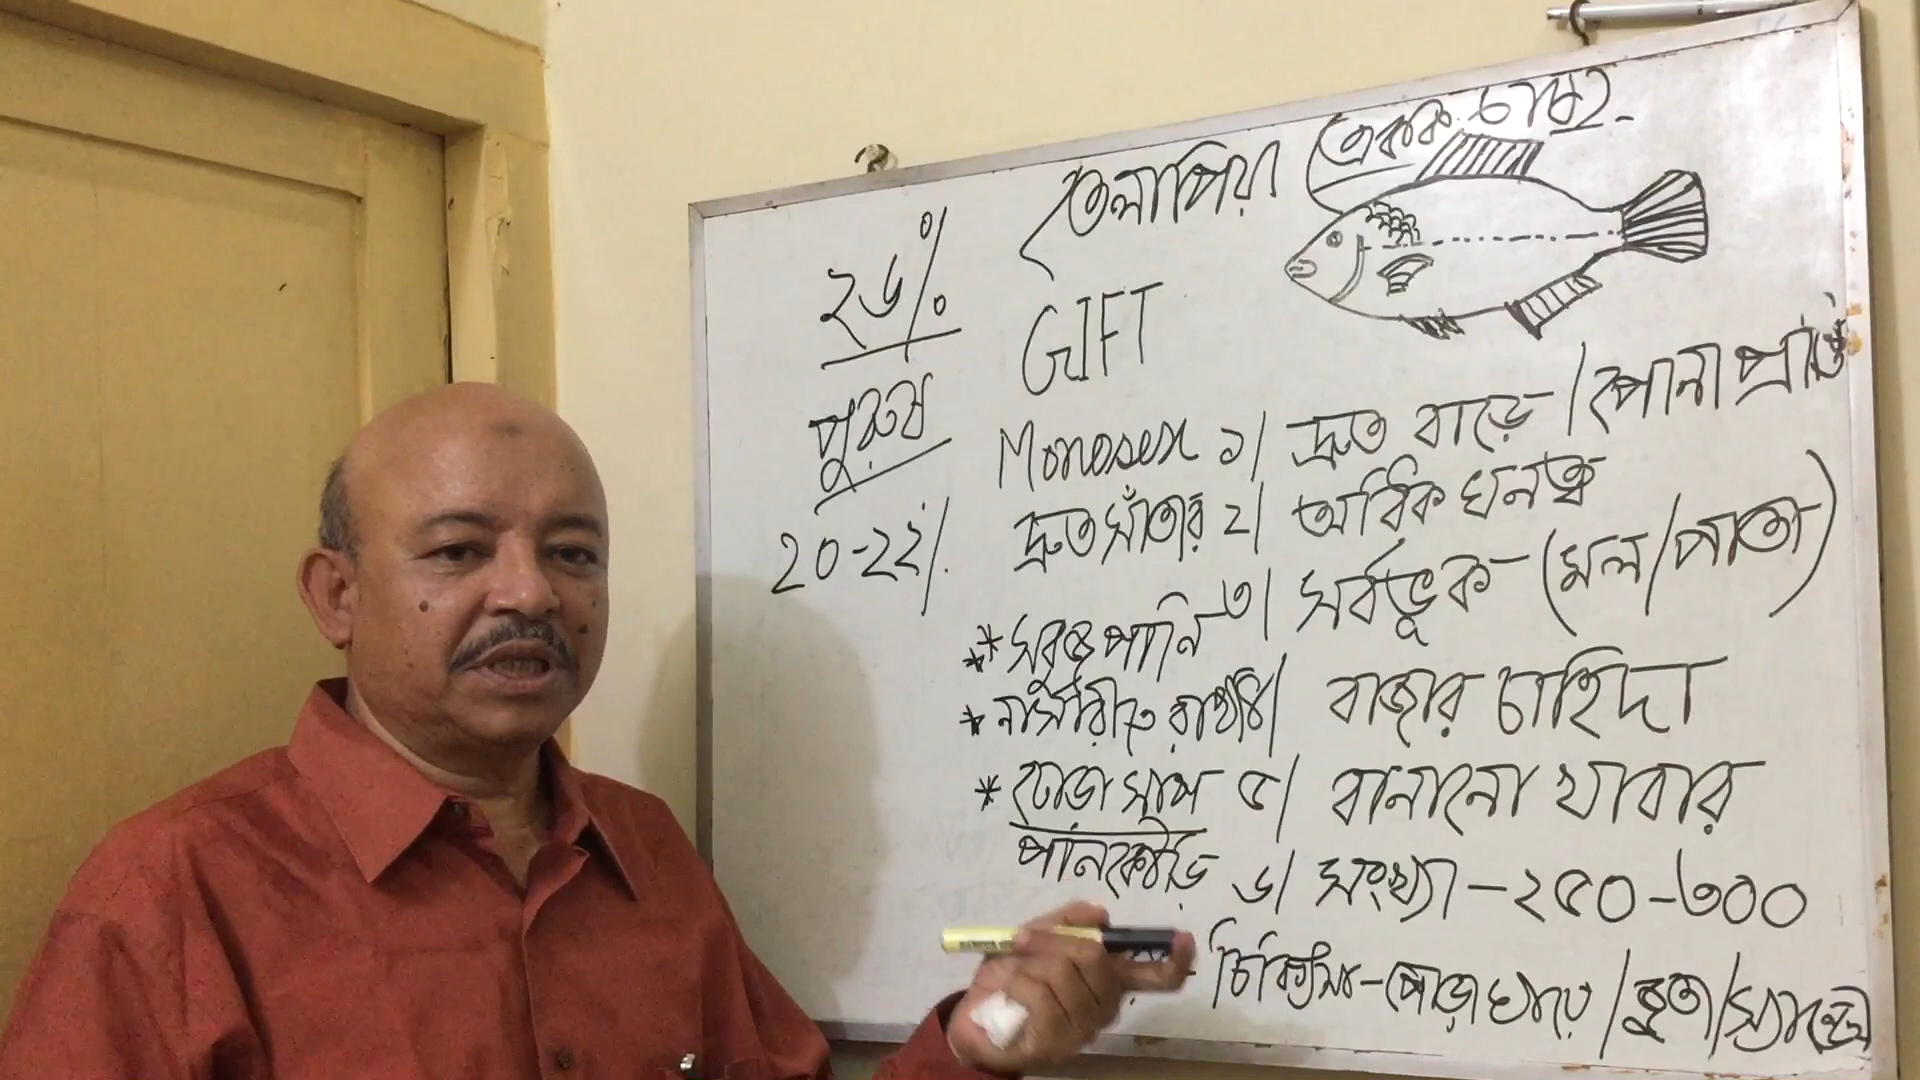 তেলাপিয়া (একক চাষ)
২৬%
পুরুষ
20-22%
GIFT
Monosex ১। দ্রুত বাড়ে / পোনা প্রাপ্তি
দ্রুত সাঁতার ২। অধিক ঘনত্ব
** সবুজ পানি ৩। সর্বভূক - (মল/পাতা)
* নার্সারীতে রাখা ৪। বাজার চাহিদা
* ঢোড়া সাপ ৫। বানানো খাবার
পানকৌড়ি ৬। সংখ্যা - ২৫০-৩০০
চিকিৎসা - পোড়া ঘায়ে / জুতা / স্যান্ডেল